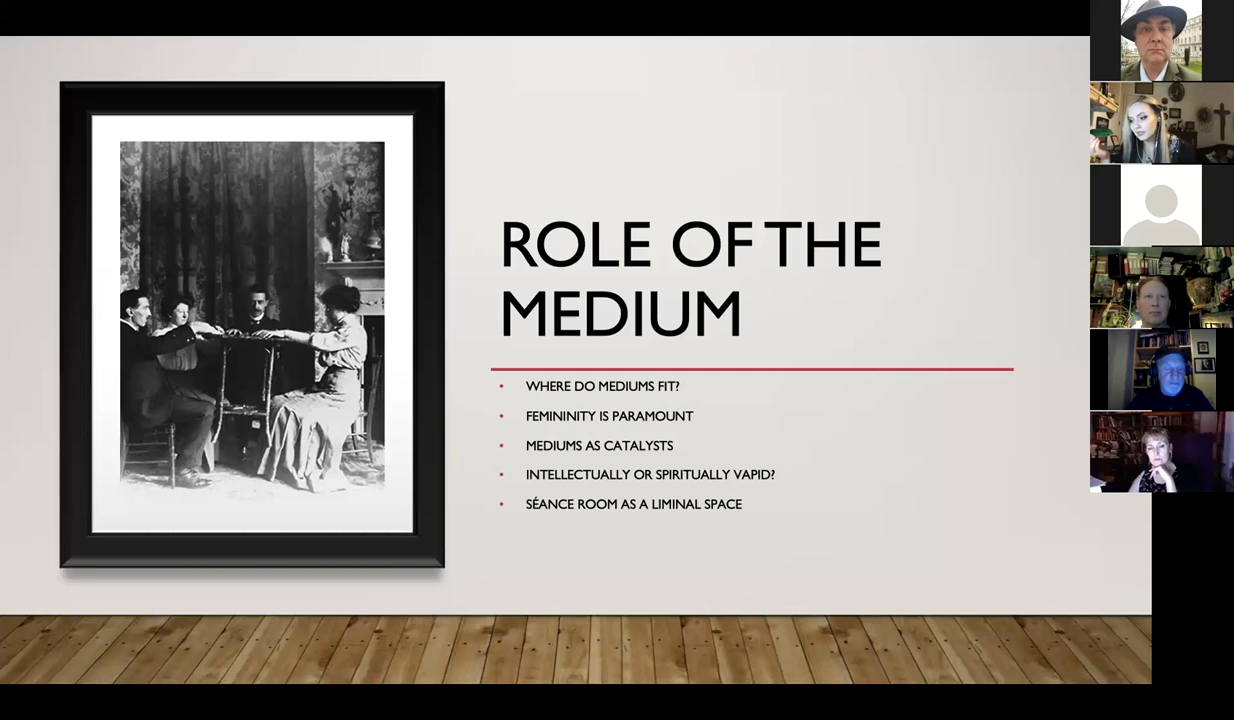 ROLE OF THE
MEDIUM
• WHERE DO MEDIUMS FIT?
• FEMININITY IS PARAMOUNT
• MEDIUMS AS CATALYSTS
• INTELLECTUALLY OR SPIRITUALLY VAPID?
• SÉANCE ROOM AS A LIMINAL SPACE